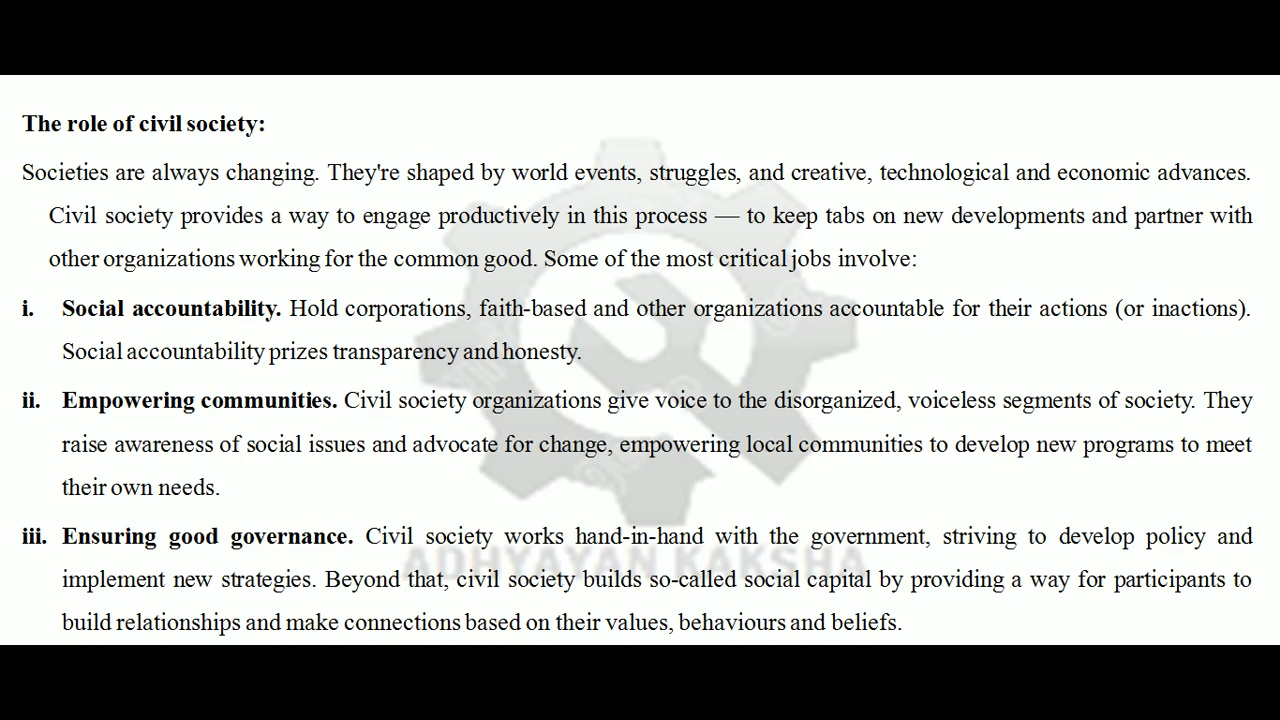 The role of civil society:
Societies are always changing. They're shaped by world events, struggles, and creative, technological and economic advances.
Civil society provides a way to engage productively in this process — to keep tabs on new developments and partner with
other organizations working for the common good. Some of the most critical jobs involve:
i. Social accountability. Hold corporations, faith-based and other organizations accountable for their actions (or inactions).
Social accountability prizes transparency and honesty.
ii. Empowering communities. Civil society organizations give voice to the disorganized, voiceless segments of society. They
raise awareness of social issues and advocate for change, empowering local communities to develop new programs to meet
their own needs.
iii. Ensuring good governance. Civil society works hand-in-hand with the government, striving to develop policy and
ADHYAYAN KAKSHA
implement new strategies. Beyond that, civil society builds so-called social capital by providing a way for participants to
build relationships and make connections based on their values, behaviours and beliefs.